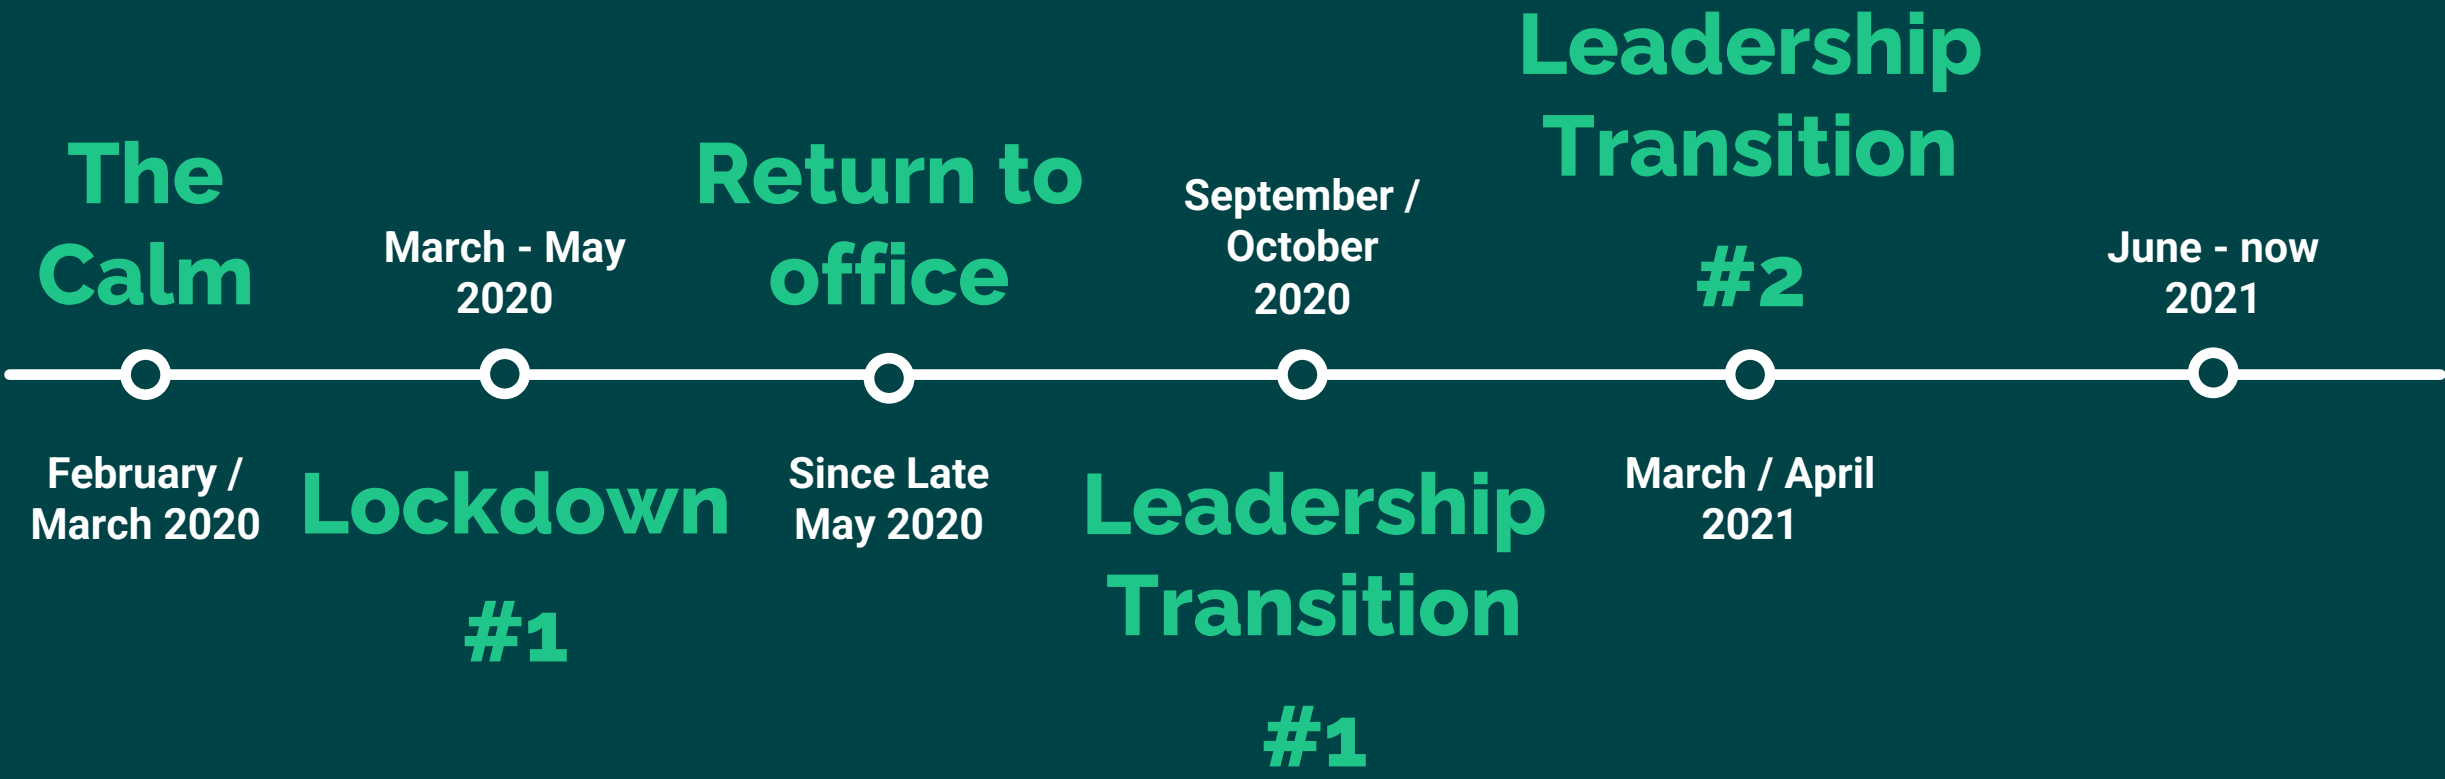 The
Calm
February /
March 2020
March - May
2020
Lockdown
#1
Return to
office
Since Late
May 2020
September /
October
2020
Leadership
Transition
#1
Leadership
Transition
#2
March / April
2021
June - now
2021